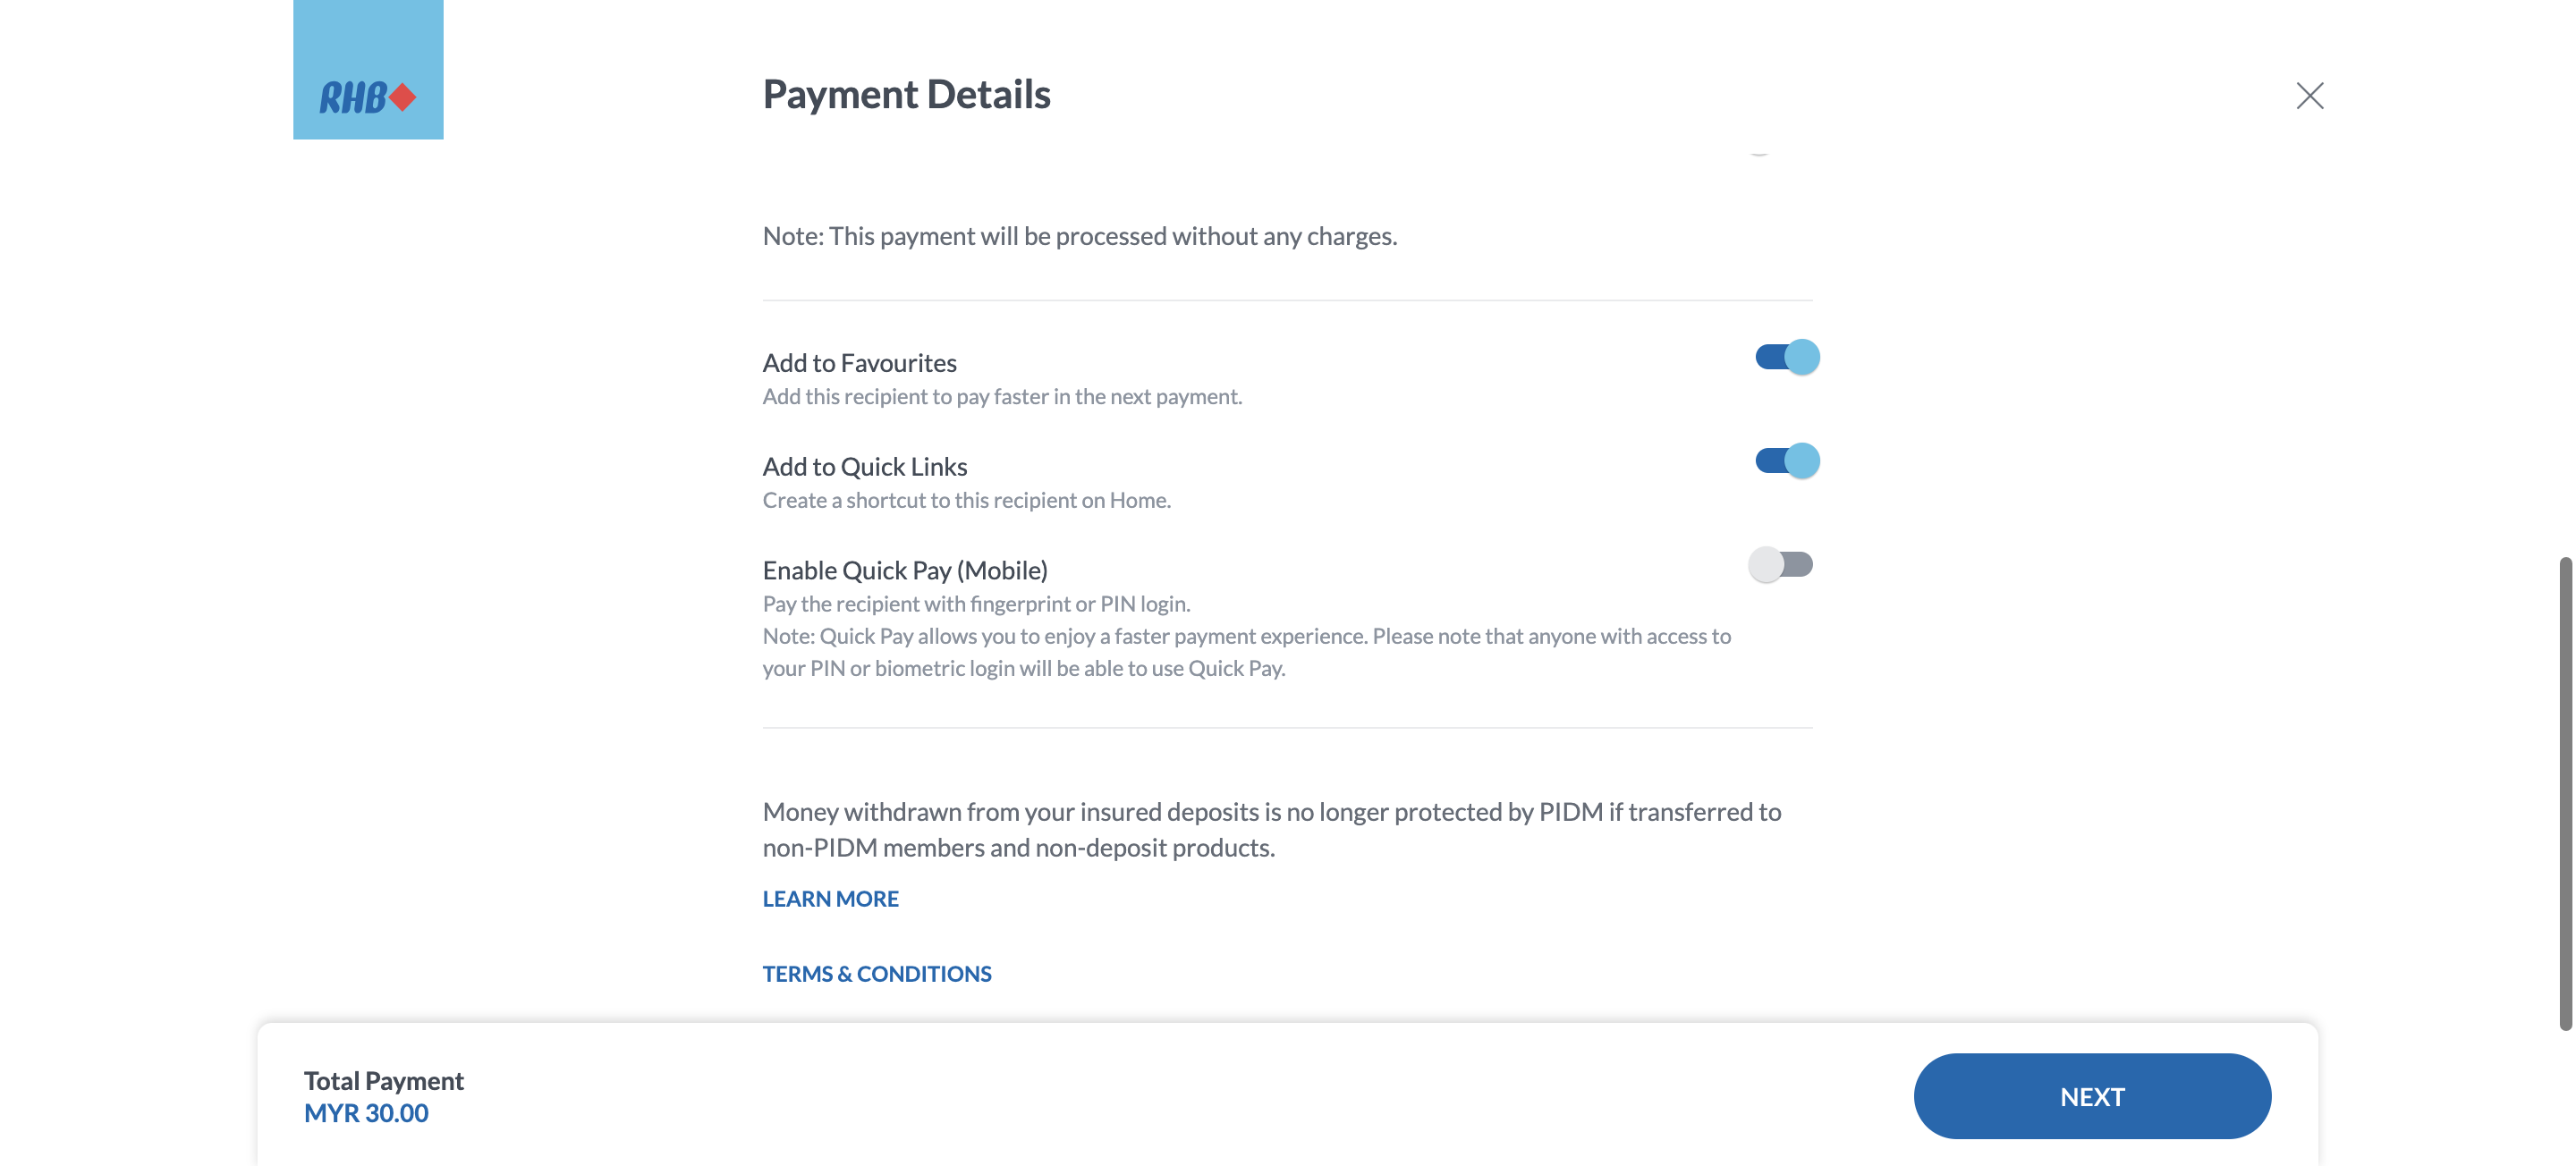 RHB
Payment Details
Note: This payment will be processed without any charges.
Add to Favourites
Add this recipient to pay faster in the next payment.
Add to Quick Links
Create a shortcut to this recipient on Home.
Enable Quick Pay (Mobile)
Pay the recipient with fingerprint or PIN login.
Note: Quick Pay allows you to enjoy a faster payment experience. Please note that anyone with access to
your PIN or biometric login will be able to use Quick Pay.
Money withdrawn from your insured deposits is no longer protected by PIDM if transferred to
non-PIDM members and non-deposit products.
LEARN MORE
TERMS & CONDITIONS
Total Payment
MYR 30.00
NEXT